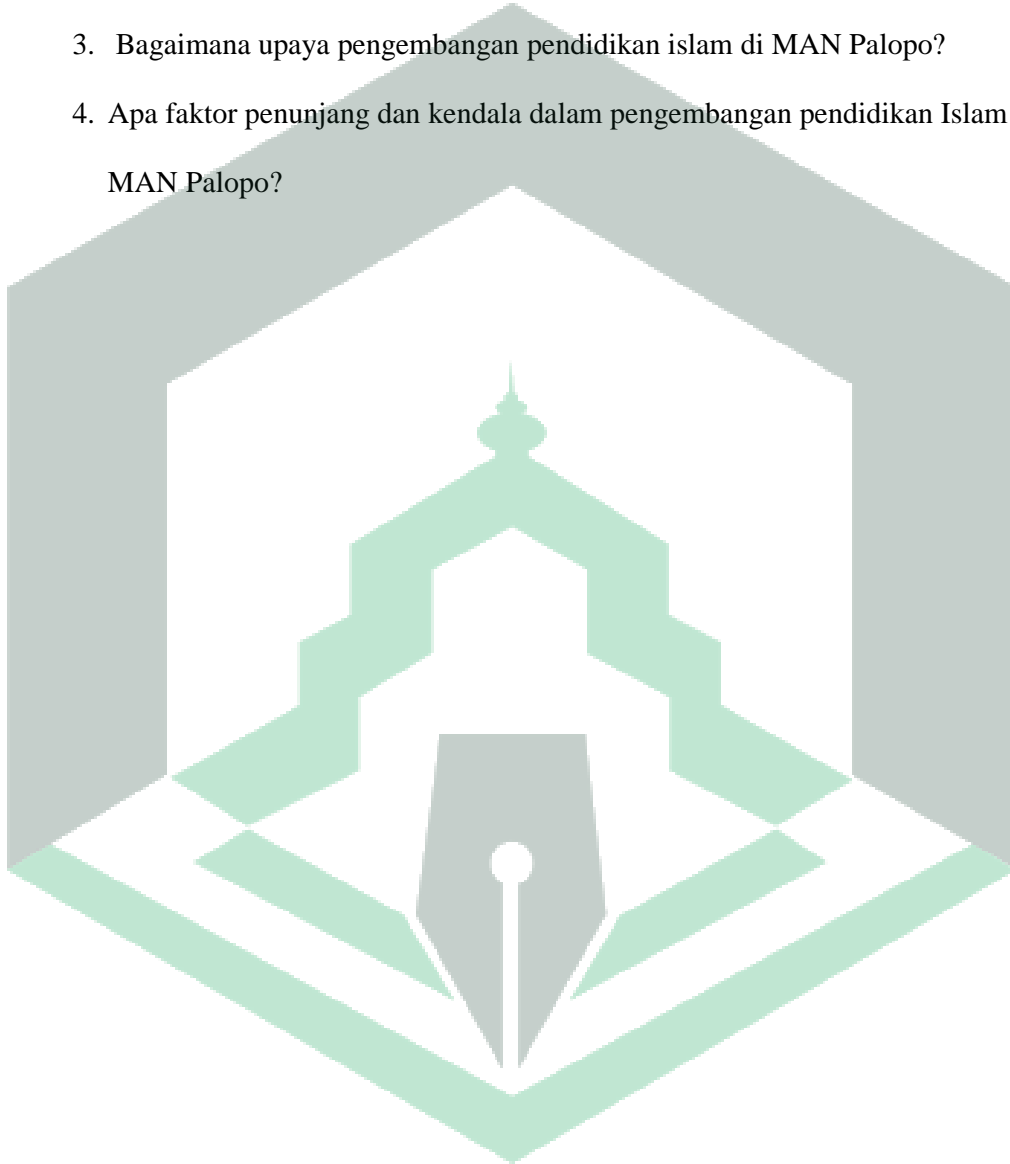 3. Bagaimana upaya pengembangan pendidikan islam di MAN Palopo?
4. Apa faktor penunjang dan kendala dalam pengembangan pendidikan Islam
MAN Palopo?